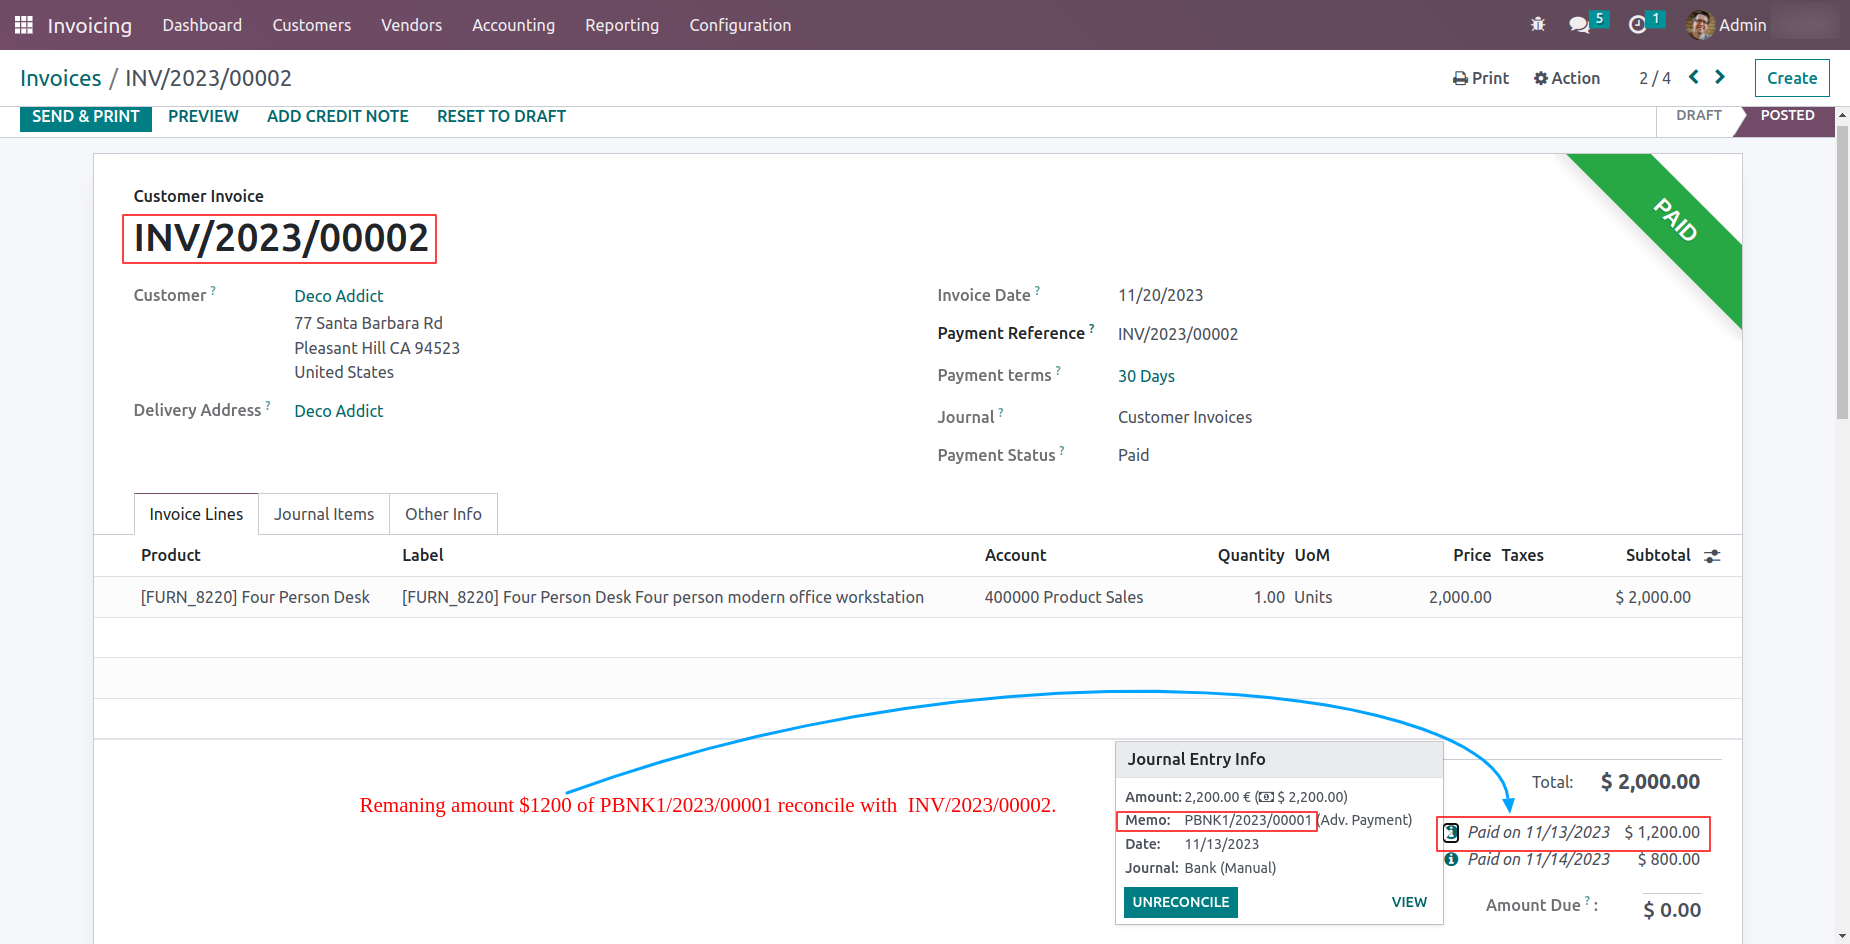 Invoicing Dashboard Customers Vendors Accounting Reporting Configuration 5 1 Admin
Invoices / INV/2023/00002 Print Action 2 / 4 Create
SEND & PRINT PREVIEW ADD CREDIT NOTE RESET TO DRAFT DRAFT POSTED
PAID
Customer Invoice
INV/2023/00002
Customer ? Deco Addict Invoice Date ? 11/20/2023
77 Santa Barbara Rd Payment Reference ? INV/2023/00002
Pleasant Hill CA 94523
United States Payment terms ? 30 Days
Delivery Address ? Deco Addict Journal ? Customer Invoices
Payment Status ? Paid
Invoice Lines Journal Items Other Info
Product Label Account Quantity UoM Price Taxes Subtotal
[FURN_8220] Four Person Desk [FURN_8220] Four Person Desk Four person modern office workstation 400000 Product Sales 1.00 Units 2,000.00 $ 2,000.00
Remaning amount $1200 of PBNK1/2023/00001 reconcile with INV/2023/00002.
Journal Entry Info
Amount: 2,200.00 € ( $ 2,200.00)
Memo: PBNK1/2023/00001 (Adv. Payment)
Date: 11/13/2023
Journal: Bank (Manual)
UNRECONCILE VIEW
Total: $ 2,000.00
Paid on 11/13/2023 $ 1,200.00
Paid on 11/14/2023 $ 800.00
Amount Due ? : $ 0.00